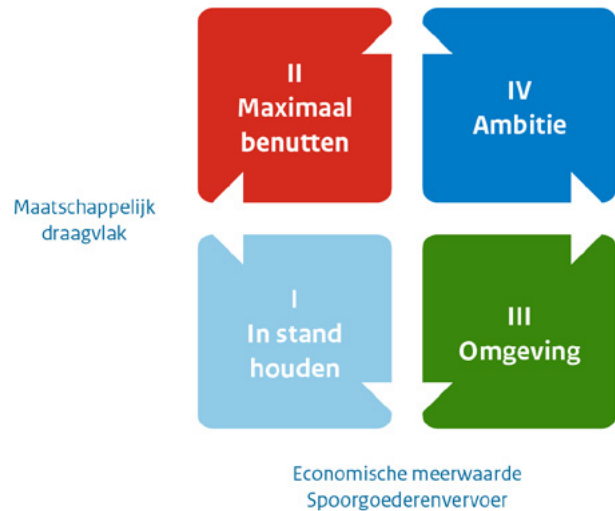 II
Maximaal
benutten
IV
Ambitie
Maatschappelijk
draagvlak
I
In stand
houden
III
Omgeving
Economische meerwaarde
Spoorgoederenvervoer